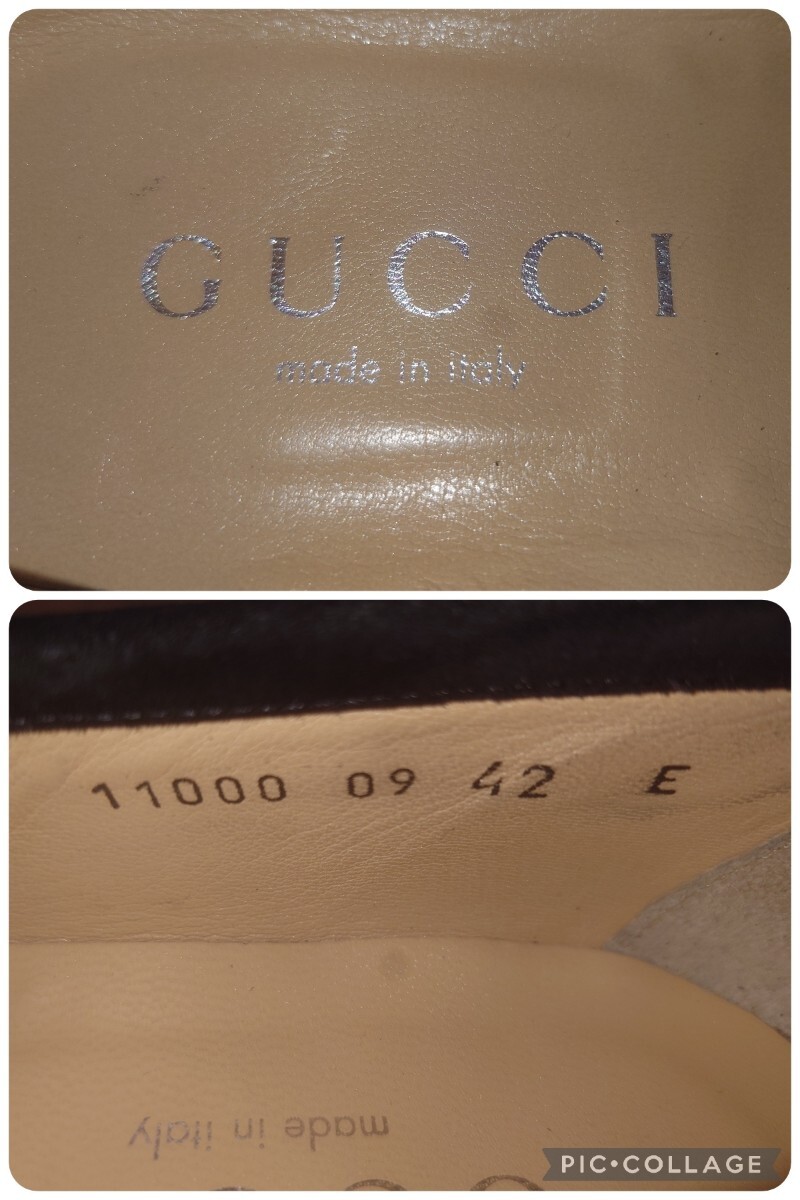 GUCCI
made in italy
11000 09 42 E
made in italy
PIC•COLLAGE